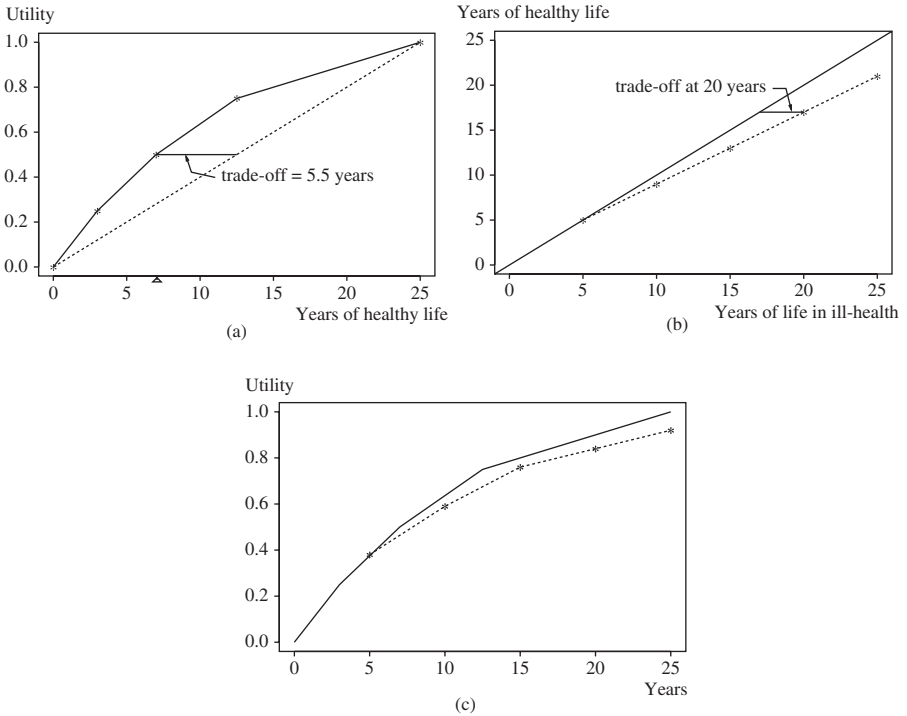 Utility
1.0
0.8
0.6
0.4
0.2
0.0
trade-off = 5.5 years
0 5 10 15 20 25
Years of healthy life
(a)
Years of healthy life
25
20
15
10
5
0
trade-off at 20 years
0 5 10 15 20 25
Years of life in ill-health
(b)
Utility
1.0
0.8
0.6
0.4
0.2
0.0
0 5 10 15 20 25
Years
(c)